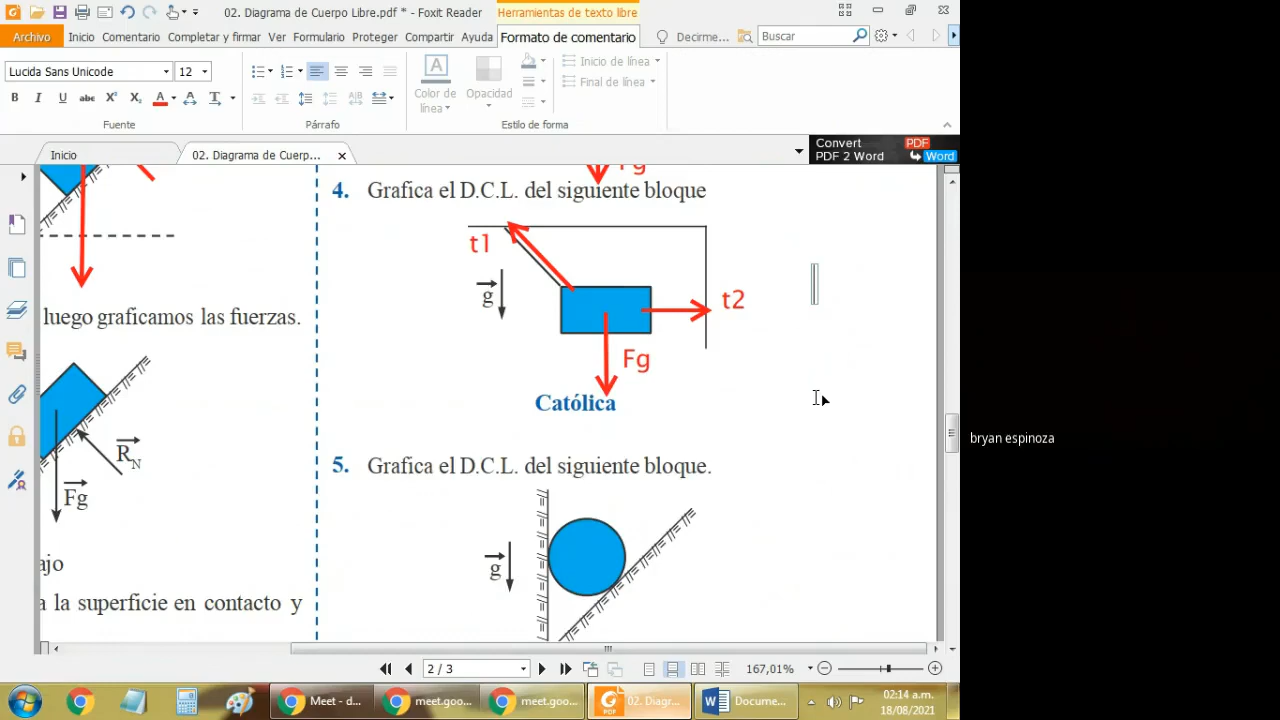 02. Diagrama de Cuerpo Libre.pdf * - Foxit Reader
Herramientas de texto libre
Archivo Inicio Comentario Completar y firmar Ver Formulario Proteger Compartir Ayuda Formato de comentario Decirme... Buscar
Lucida Sans Unicode 12
Color de línea
Opacidad
Inicio de línea
Final de línea
Fuente Párrafo Estilo de forma
Inicio
02. Diagrama de Cuerp...
Convert PDF
PDF 2 Word Word
Fg
4. Grafica el D.C.L. del siguiente bloque
t1
g
t2
Fg
Católica
luego graficamos las fuerzas.
R N
Fg
5. Grafica el D.C.L. del siguiente bloque.
g
ajo
a la superficie en contacto y
bryan espinoza
2 / 3
167,01%
Meet - d...
meet.goo...
meet.goo...
02. Diagr...
Docume...
02:14 a.m.
18/08/2021